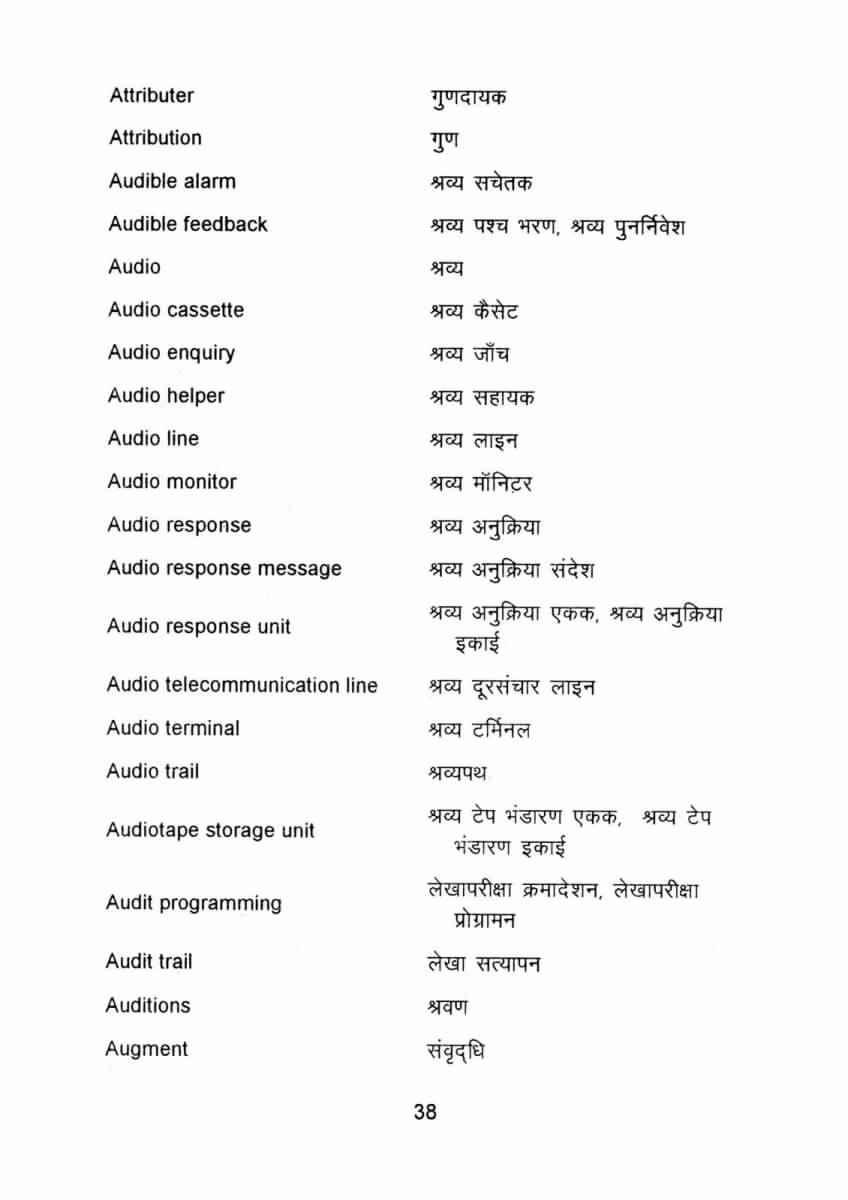 Attributer गुणदायक
Attribution गुण
Audible alarm श्रव्य सचेतक
Audible feedback श्रव्य पश्च भरण, श्रव्य पुनर्निवेश
Audio श्रव्य
Audio cassette श्रव्य कैसेट
Audio enquiry श्रव्य जाँच
Audio helper श्रव्य सहायक
Audio line श्रव्य लाइन
Audio monitor श्रव्य मॉनिटर
Audio response श्रव्य अनुक्रिया
Audio response message श्रव्य अनुक्रिया संदेश
Audio response unit श्रव्य अनुक्रिया एकक, श्रव्य अनुक्रिया
इकाई
Audio telecommunication line श्रव्य दूरसंचार लाइन
Audio terminal श्रव्य टर्मिनल
Audio trail श्रव्यपथ
Audiotape storage unit श्रव्य टेप भंडारण एकक, श्रव्य टेप
भंडारण इकाई
Audit programming लेखापरीक्षा क्रमादेशन, लेखापरीक्षा
प्रोग्रामन
Audit trail लेखा सत्यापन
Auditions श्रवण
Augment संवृद्धि
38